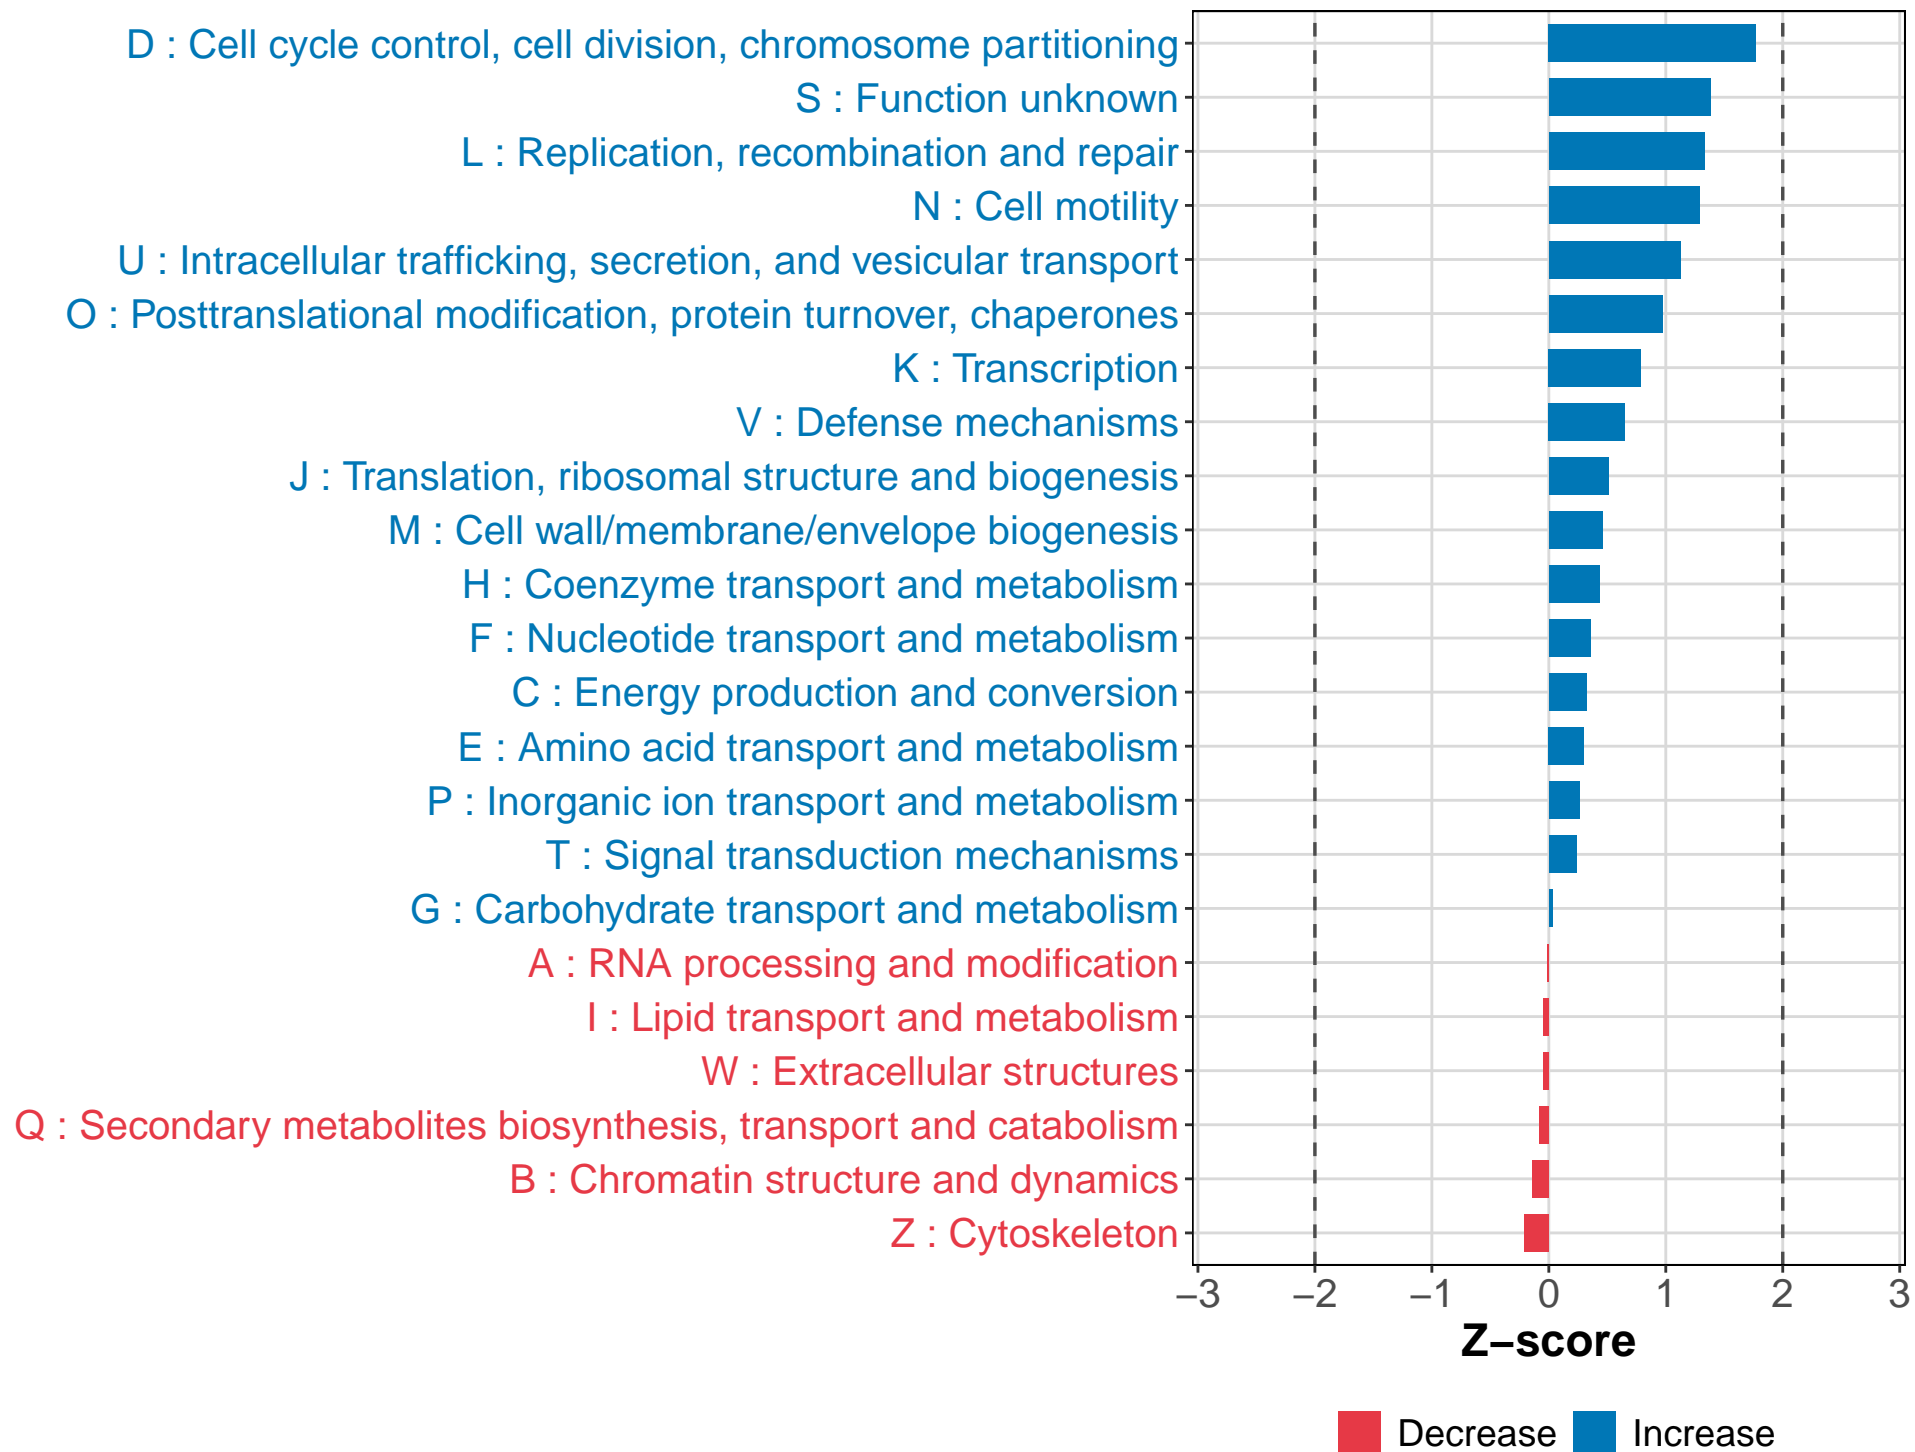 D : Cell cycle control, cell division, chromosome partitioning
S : Function unknown
L : Replication, recombination and repair
N : Cell motility
U : Intracellular trafficking, secretion, and vesicular transport
O : Posttranslational modification, protein turnover, chaperones
K : Transcription
V : Defense mechanisms
J : Translation, ribosomal structure and biogenesis
M : Cell wall/membrane/envelope biogenesis
H : Coenzyme transport and metabolism
F : Nucleotide transport and metabolism
C : Energy production and conversion
E : Amino acid transport and metabolism
P : Inorganic ion transport and metabolism
T : Signal transduction mechanisms
G : Carbohydrate transport and metabolism
A : RNA processing and modification
I : Lipid transport and metabolism
W : Extracellular structures
Q : Secondary metabolites biosynthesis, transport and catabolism
B : Chromatin structure and dynamics
Z : Cytoskeleton
−3 −2 −1 0 1 2 3
Z−score
Decrease Increase